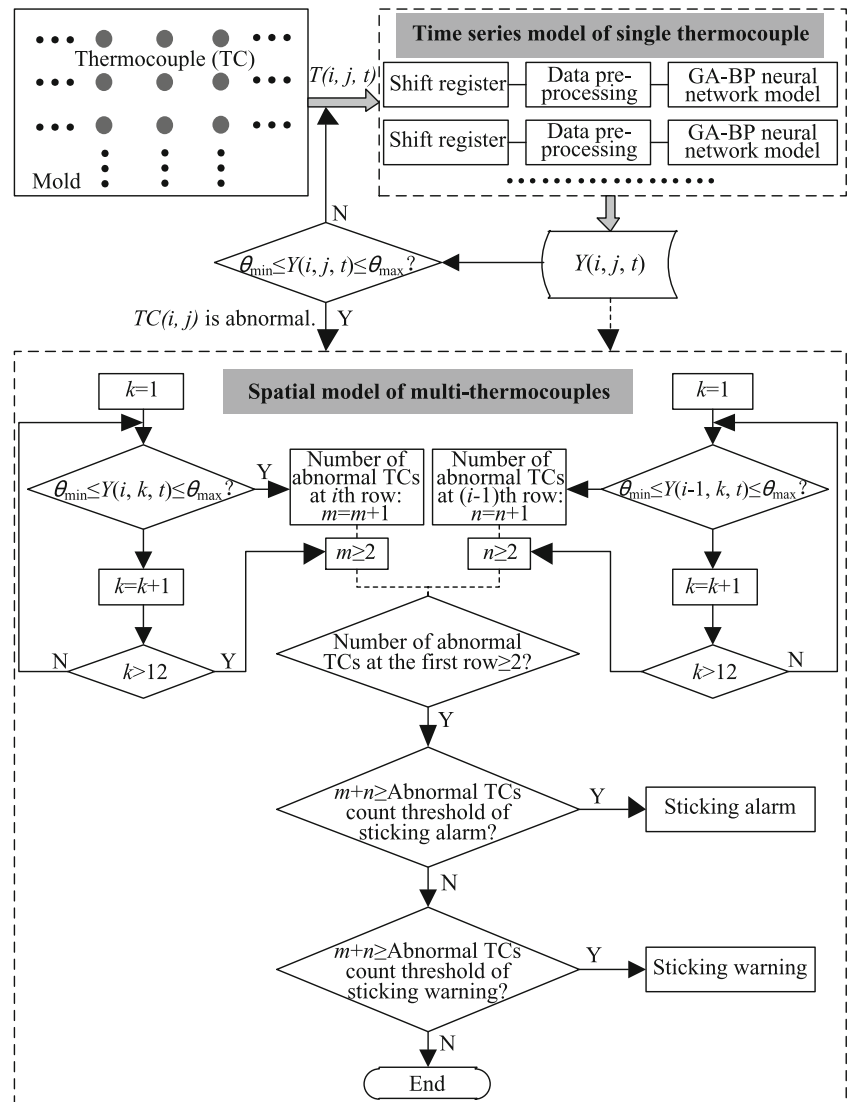 Thermocouple (TC)
Mold
T(i, j, t)
Time series model of single thermocouple
Shift register
Data pre-
processing
GA-BP neural
network model
Shift register
Data pre-
processing
GA-BP neural
network model
N
θmin≤Y(i, j, t)≤θmax?
Y(i, j, t)
TC(i, j) is abnormal.
Y
Spatial model of multi-thermocouples
k=1
θmin≤Y(i, k, t)≤θmax?
Y
Number of
abnormal TCs
at ith row:
m=m+1
m≥2
k=k+1
N
k>12
Y
k=1
Number of
abnormal TCs
at (i-1)th row:
n=n+1
n≥2
θmin≤Y(i-1, k, t)≤θmax?
k=k+1
k>12
N
Number of abnormal
TCs at the first row≥2?
Y
m+n≥Abnormal TCs
count threshold of
sticking alarm?
Y
Sticking alarm
N
m+n≥Abnormal TCs
count threshold of
sticking warning?
Y
Sticking warning
N
End